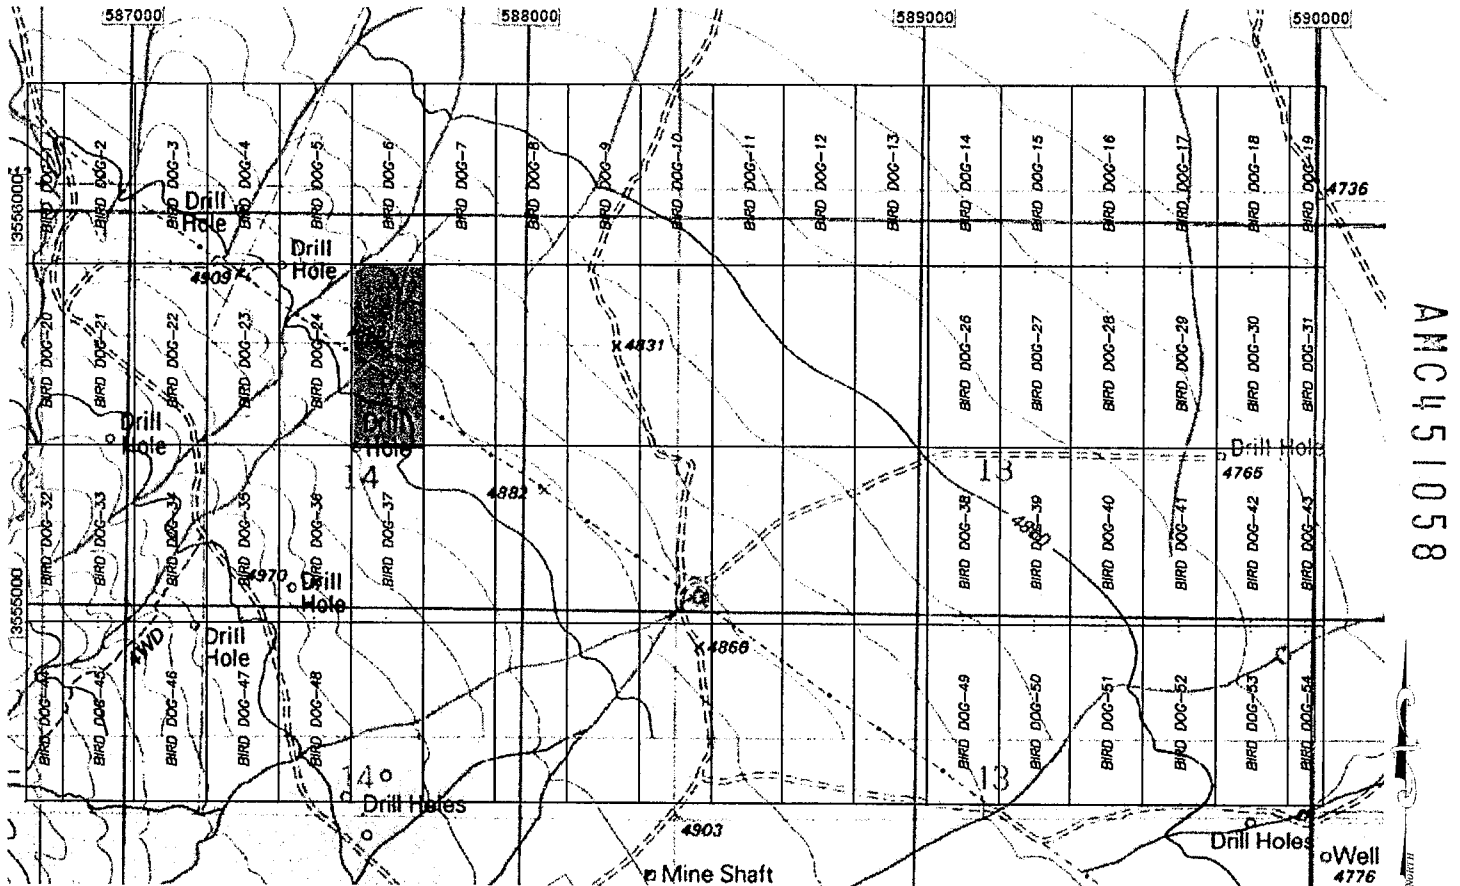 587000
588000
589000
590000
BIRD DOG-2
BIRD DOG-3
BIRD DOG-4
BIRD DOG-5
BIRD DOG-6
BIRD DOG-7
BIRD DOG-8
BIRD DOG-9
BIRD DOG-10
BIRD DOG-11
BIRD DOG-12
BIRD DOG-13
BIRD DOG-14
BIRD DOG-15
BIRD DOG-16
BIRD DOG-17
BIRD DOG-18
BIRD DOG-19
4736
3556000
Drill
Hole
Drill
Hole
4909
BIRD DOG-20
BIRD DOG-21
BIRD DOG-22
BIRD DOG-23
BIRD DOG-24
4831
BIRD DOG-26
BIRD DOG-27
BIRD DOG-28
BIRD DOG-29
BIRD DOG-30
BIRD DOG-31
AMC451058
Drill
Hole
Drill
Hole
14
4882
13
Drill Hole
4765
BIRD DOG-32
BIRD DOG-33
BIRD DOG-34
BIRD DOG-35
BIRD DOG-36
BIRD DOG-37
BIRD DOG-38
BIRD DOG-39
BIRD DOG-40
BIRD DOG-41
BIRD DOG-42
BIRD DOG-43
3555000
4970
Drill
Hole
Drill
Hole
4WD
4866
BIRD DOG-44
BIRD DOG-45
BIRD DOG-46
BIRD DOG-47
BIRD DOG-48
BIRD DOG-49
BIRD DOG-50
BIRD DOG-51
BIRD DOG-52
BIRD DOG-53
BIRD DOG-54
14
13
Drill Holes
4903
Drill Holes
Mine Shaft
Well
4776